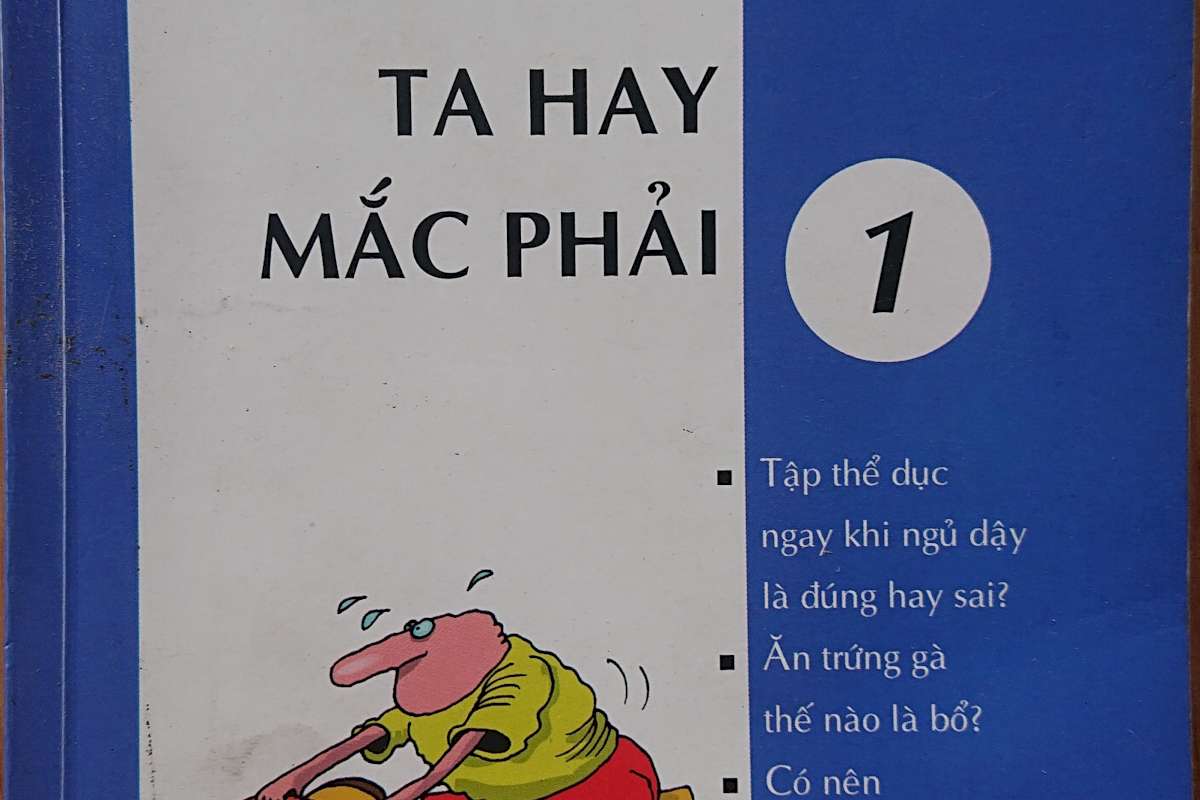 TA HAY
MẮC PHẢI
1
▪ Tập thể dục
ngay khi ngủ dậy
là đúng hay sai?
▪ Ăn trứng gà
thế nào là bổ?
▪ Có nên